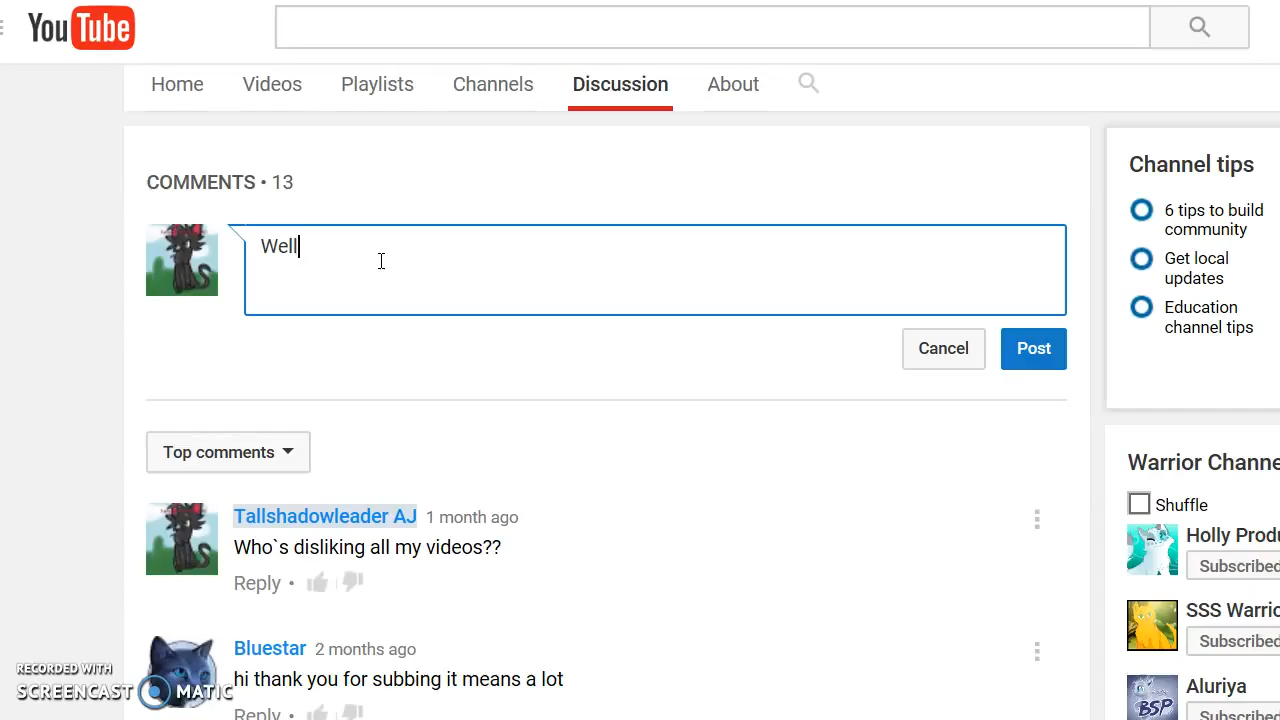 YouTube
Home Videos Playlists Channels Discussion About
COMMENTS • 13
Well
Cancel Post
Top comments
Tallshadowleader AJ 1 month ago
Who`s disliking all my videos??
Reply •
Bluestar 2 months ago
hi thank you for subbing it means a lot
Reply •
Channel tips
6 tips to build
community
Get local
updates
Education
channel tips
Warrior Channe
Shuffle
Holly Produ
Subscribed
SSS Warrio
Subscribed
Aluriya
Subscribed
BSP
RECORDED WITH
SCREENCAST MATIC